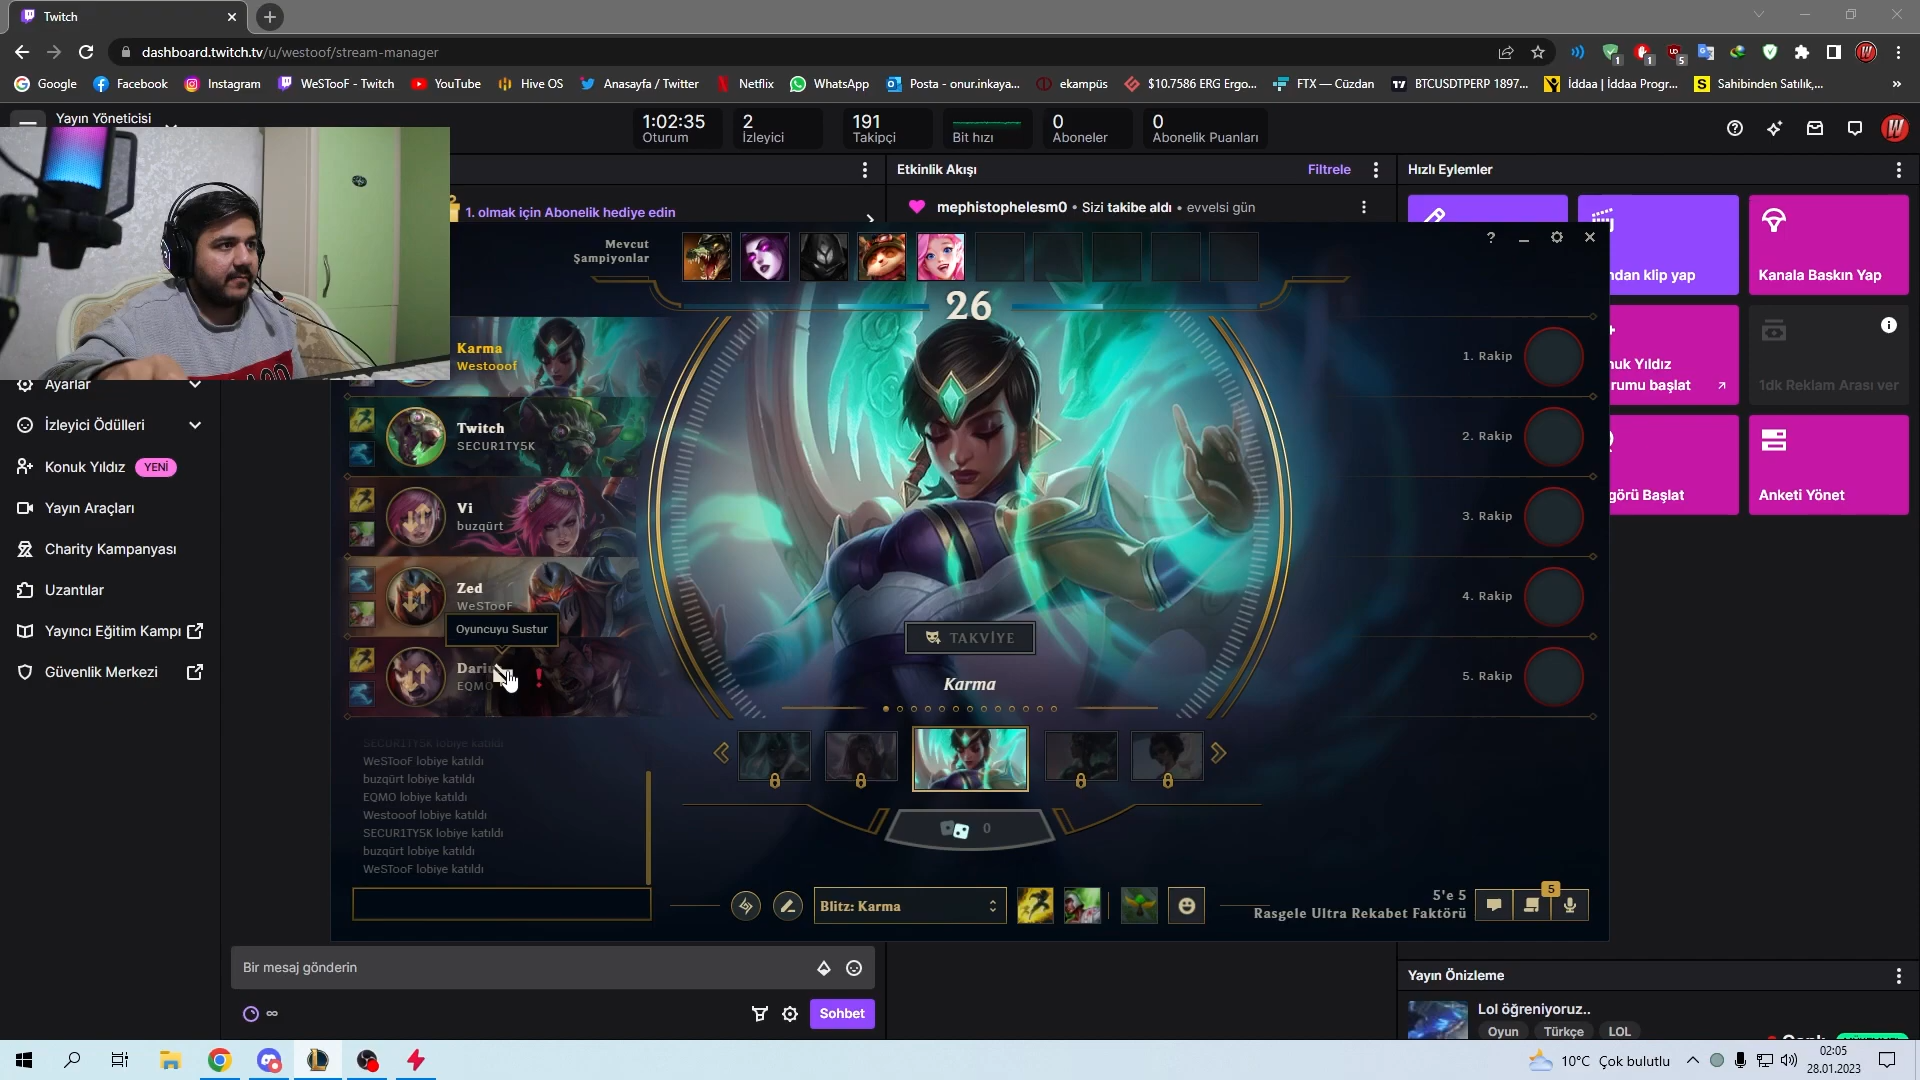 Twitch
dashboard.twitch.tv/u/westoof/stream-manager
Google
Facebook
Instagram
WeSTooF - Twitch
YouTube
Hive OS
Anasayfa / Twitter
Netflix
WhatsApp
Posta - onur.inkaya...
ekampüs
$10.7586 ERG Ergo...
FTX — Cüzdan
BTCUSDTPERP 1897...
İddaa | İddaa Progr...
Sahibinden Satılık,...
Yayın Yöneticisi
1:02:35
Oturum
2
İzleyici
191
Takipçi
Bit hızı
0
Aboneler
0
Abonelik Puanları
Etkinlik Akışı
Filtrele
Hızlı Eylemler
1. olmak için Abonelik hediye edin
mephistophelesm0 • Sizi takibe aldı • evvelsi gün
ndan klip yap
Kanala Baskın Yap
nuk Yıldız
rumu başlat
1dk Reklam Arası ver
görü Başlat
Anketi Yönet
Ayarlar
İzleyici Ödülleri
Konuk Yıldız YENİ
Yayın Araçları
Charity Kampanyası
Uzantılar
Yayıncı Eğitim Kampı
Güvenlik Merkezi
Mevcut
Şampiyonlar
26
Karma
Westooof
Twitch
SECUR1TY5K
Vi
buzqürt
Zed
WeSTooF
Oyuncuyu Sustur
Dari
EQMO
1. Rakip
2. Rakip
3. Rakip
4. Rakip
5. Rakip
TAKVİYE
Karma
SECUR1TY5K lobiye katıldı
WeSTooF lobiye katıldı
buzqürt lobiye katıldı
EQMO lobiye katıldı
Westooof lobiye katıldı
SECUR1TY5K lobiye katıldı
buzqürt lobiye katıldı
WeSTooF lobiye katıldı
0
Blitz: Karma
5'e 5
Rasgele Ultra Rekabet Faktörü
5
Bir mesaj gönderin
Sohbet
Yayın Önizleme
Lol öğreniyoruz..
Oyun
Türkçe
LOL
10°C Çok bulutlu
02:05
28.01.2023